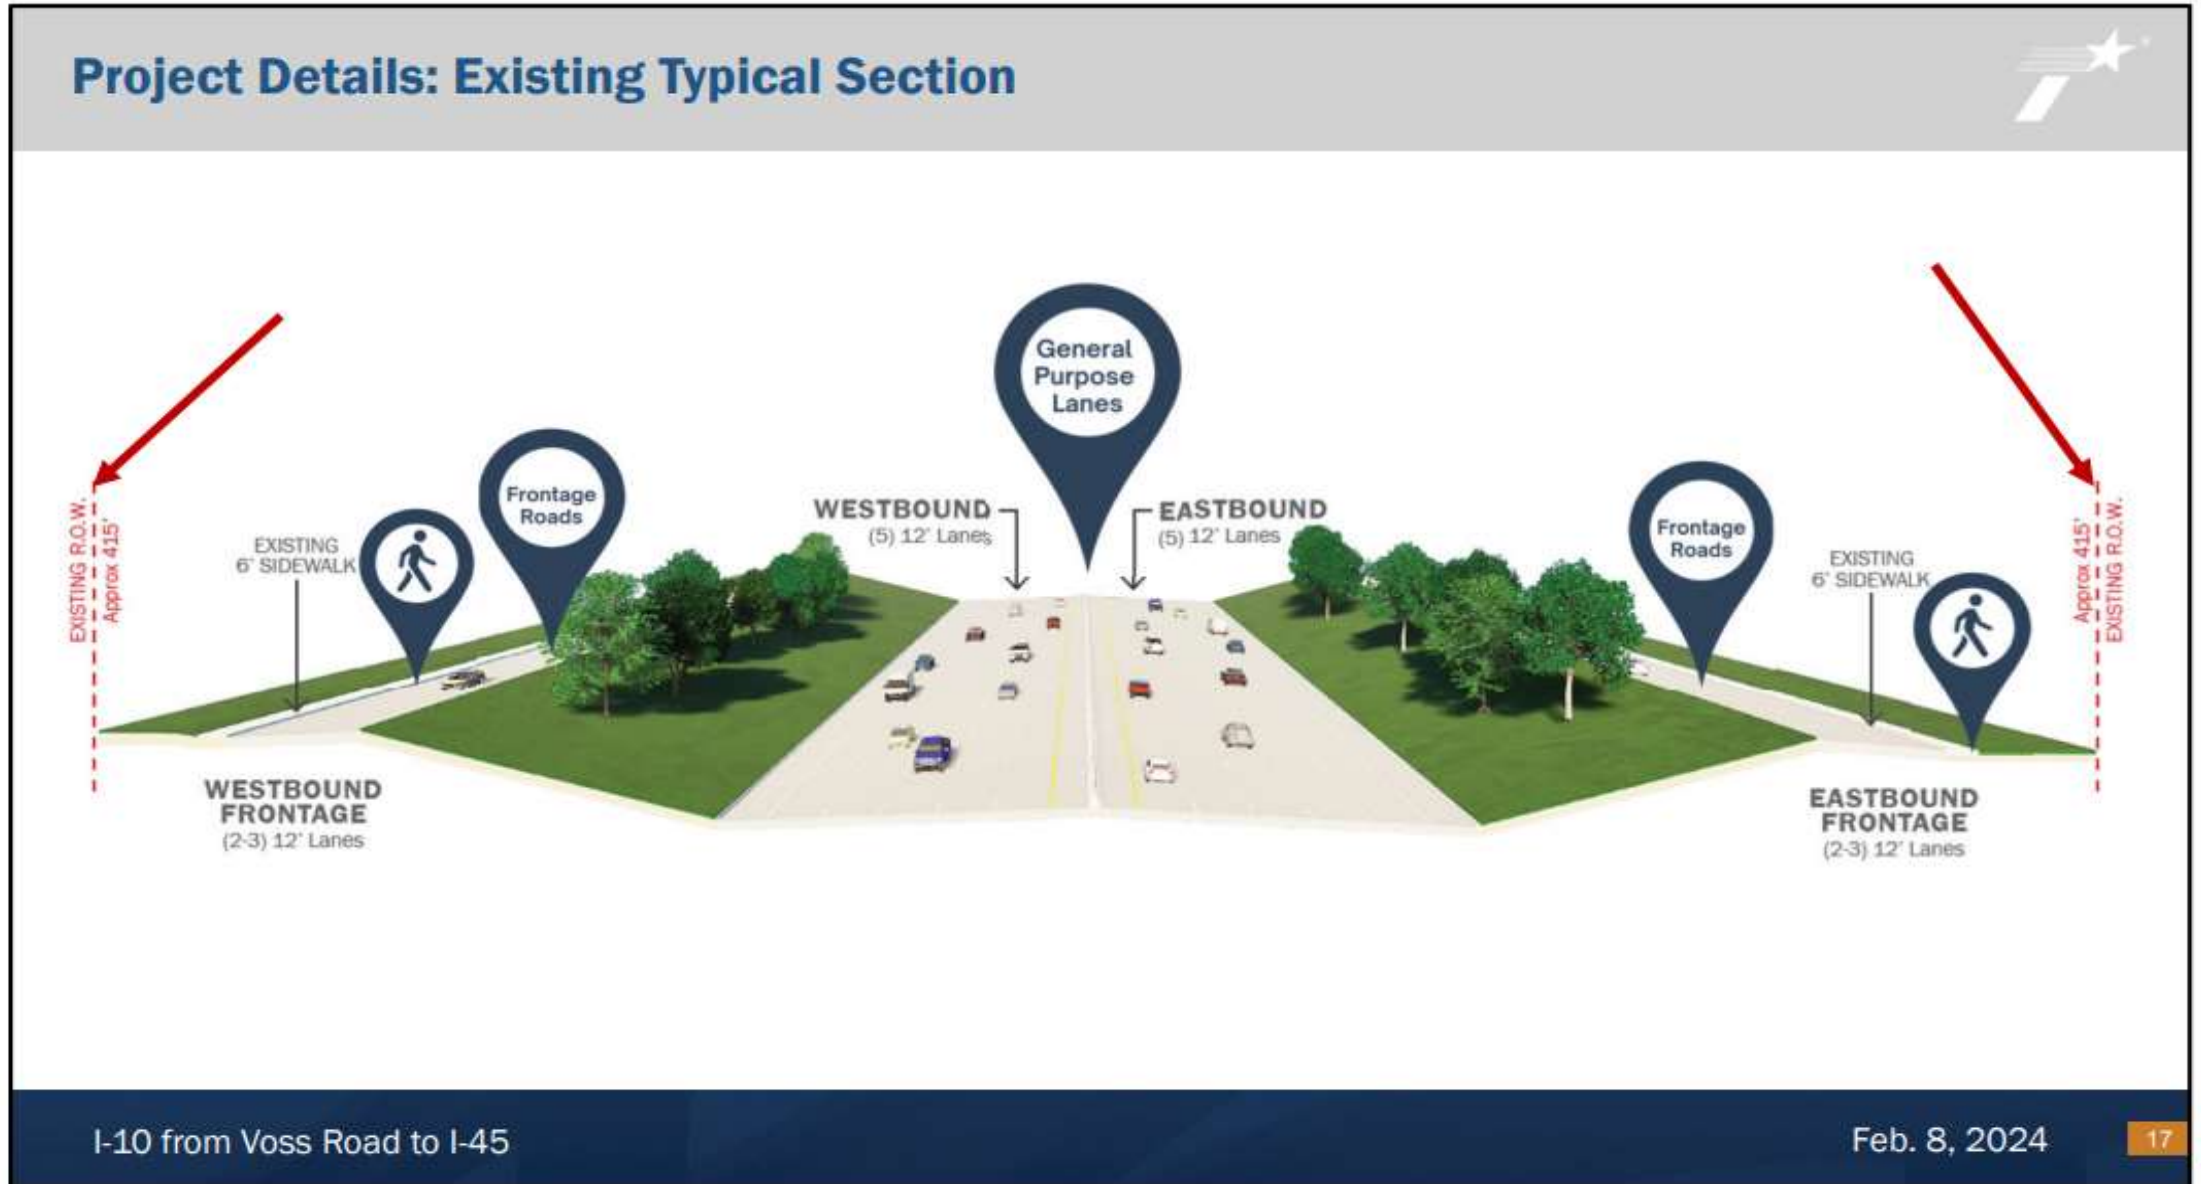 Project Details: Existing Typical Section
General
Purpose
Lanes
Frontage
Roads
WESTBOUND
(5) 12' Lanes
EASTBOUND
(5) 12' Lanes
Frontage
Roads
EXISTING R.O.W.
Approx 415'
EXISTING
6' SIDEWALK
EXISTING
6' SIDEWALK
Approx 415'
EXISTING R.O.W.
WESTBOUND
FRONTAGE
(2-3) 12' Lanes
EASTBOUND
FRONTAGE
(2-3) 12' Lanes
I-10 from Voss Road to I-45
Feb. 8, 2024
17